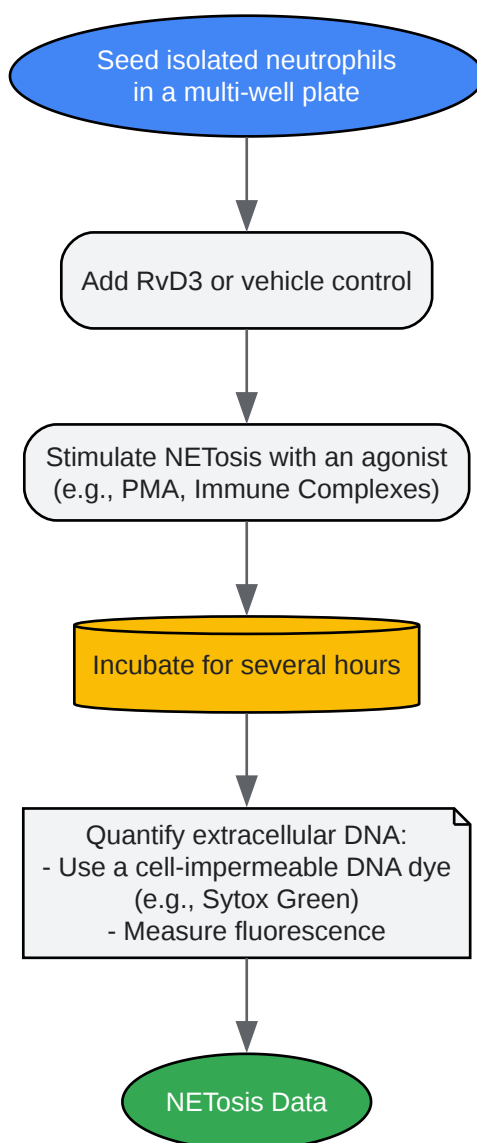 Seed isolated neutrophils
in a multi-well plate
Add RvD3 or vehicle control
Stimulate NETosis with an agonist
(e.g., PMA, Immune Complexes)
Incubate for several hours
Quantify extracellular DNA:
- Use a cell-impermeable DNA dye
(e.g., Sytox Green)
- Measure fluorescence
NETosis Data